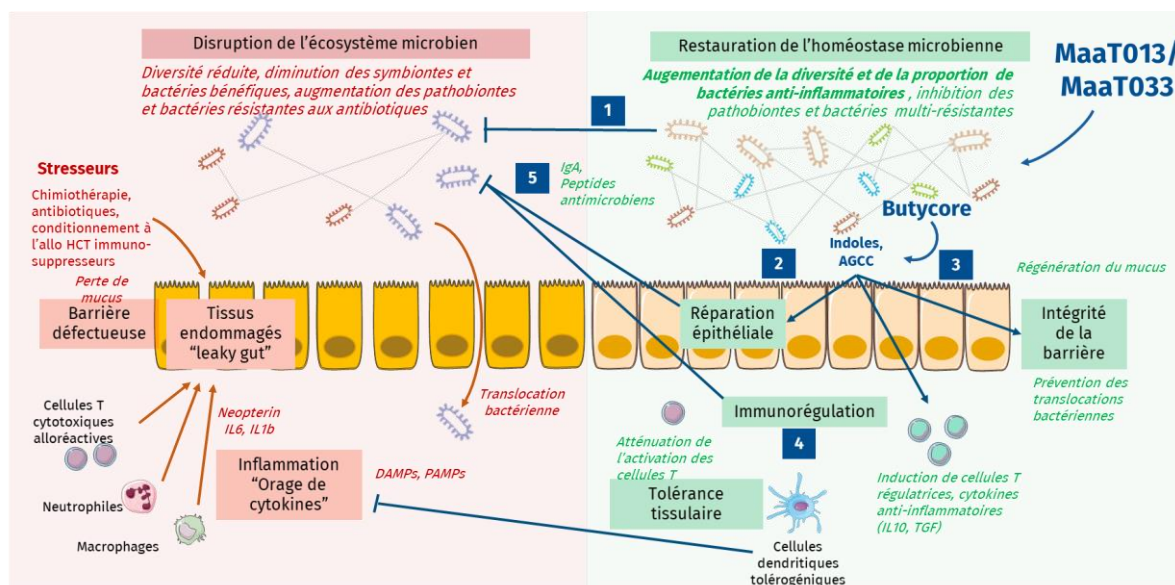 Disruption de l'écosystème microbien
Diversité réduite, diminution des symbiontes et
bactéries bénéfiques, augmentation des pathobiontes
et bactéries résistantes aux antibiotiques
Stresseurs
Chimiothérapie,
antibiotiques,
conditionnement à
l'allo HCT immuno-
suppresseurs
Perte de
mucus
Barrière
défectueuse
Tissus
endommagés
"leaky gut"
Cellules T
cytotoxiques
alloréactives
Neopterin
IL6, IL1b
Neutrophiles
Macrophages
Inflammation
"Orage de
cytokines"
DAMPs, PAMPs
Translocation
bactérienne
Restauration de l'homéostase microbienne
Augementation de la diversité et de la proportion de
bactéries anti-inflammatoires , inhibition des
pathobiontes et bactéries multi-résistantes
MaaT013/
MaaT033
1
5
IgA,
Peptides
antimicrobiens
Butycore
Indoles,
AGCC
2
3
Régénération du mucus
Réparation
épithéliale
Intégrité
de la
barrière
Prévention des
translocations
bactériennes
Immunorégulation
4
Atténuation de
l'activation des
cellules T
Tolérance
tissulaire
Cellules
dendritiques
tolérogéniques
Induction de cellules T
régulatrices, cytokines
anti-inflammatoires
(IL10, TGF)